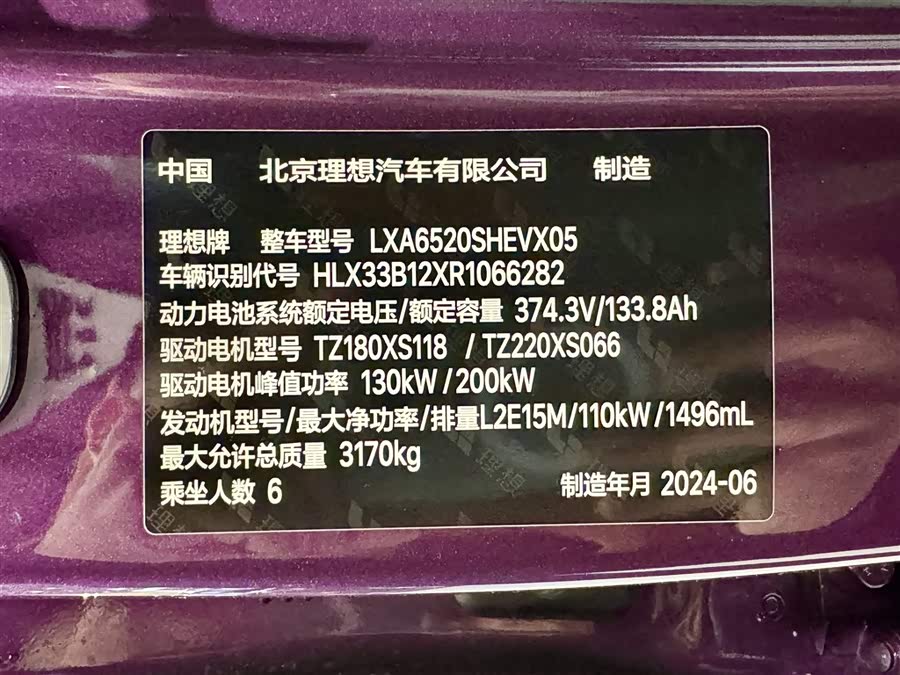 中国 北京理想汽车有限公司 制造
理想牌 整车型号 LXA6520SHEVX05
车辆识别代号 HLX33B12XR1066282
动力电池系统额定电压/额定容量 374.3V/133.8Ah
驱动电机型号 TZ180XS118 / TZ220XS066
驱动电机峰值功率 130kW /200kW
发动机型号/最大净功率/排量L2E15M/110kW /1496mL
最大允许总质量 3170kg
乘坐人数 6 制造年月 2024-06